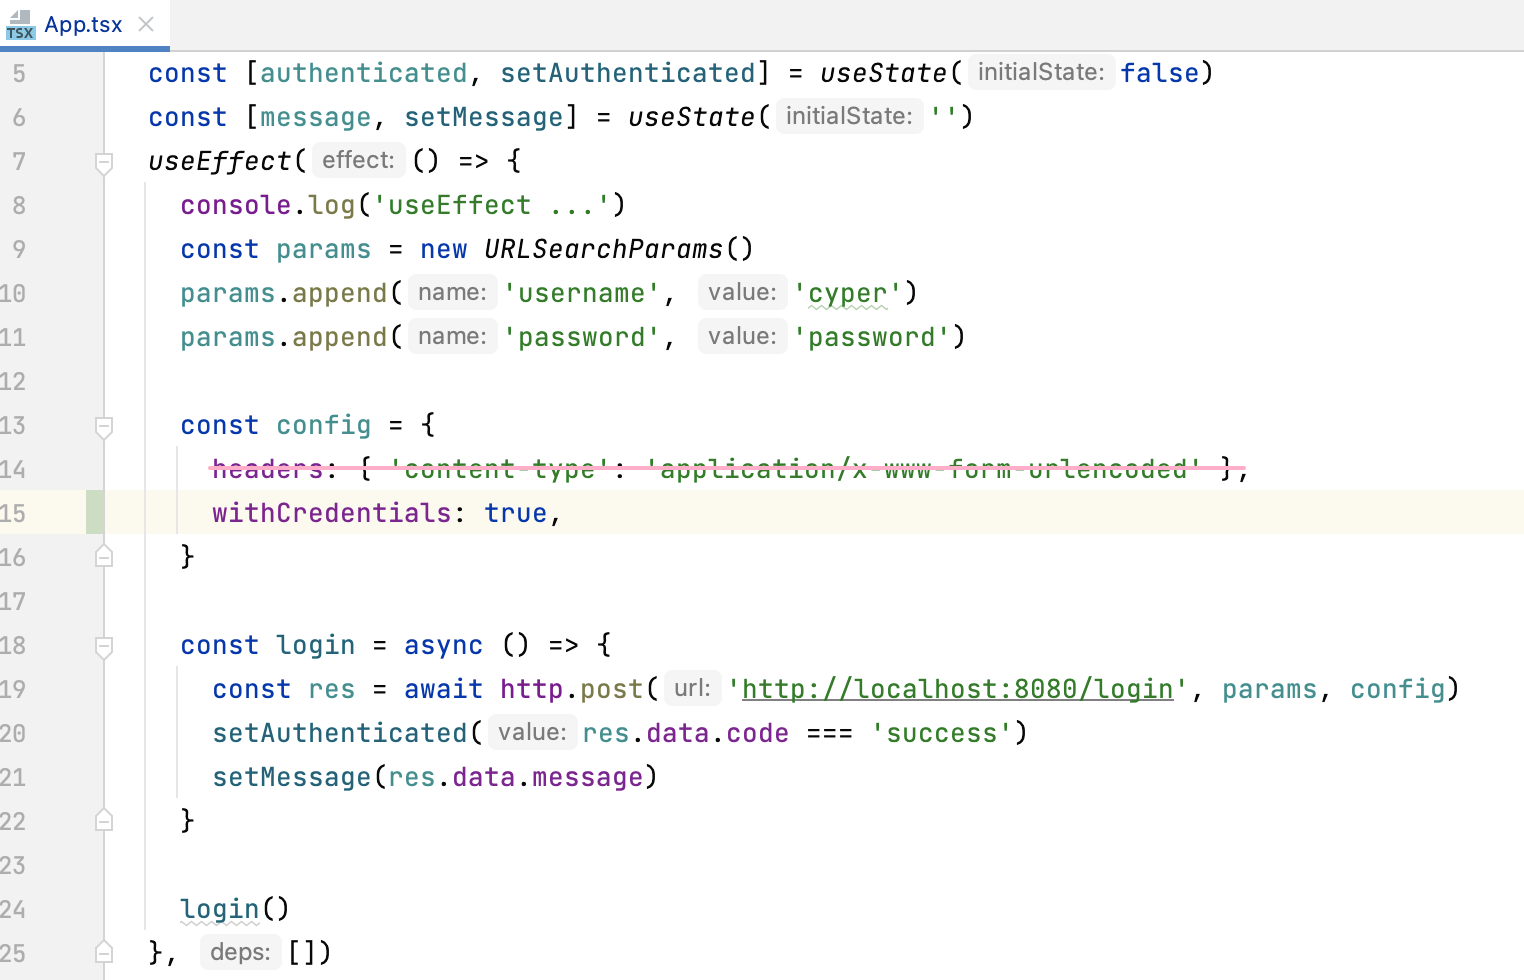 TSX App.tsx
5 const [authenticated, setAuthenticated] = useState( initialState: false)
6 const [message, setMessage] = useState( initialState: '')
7 useEffect( effect: () => {
8 console.log('useEffect ...')
9 const params = new URLSearchParams()
10 params.append( name: 'username', value: 'cyper')
11 params.append( name: 'password', value: 'password')
12
13 const config = {
14 headers: { 'content-type': 'application/x-www-form-urlencoded' },
15 withCredentials: true,
16 }
17
18 const login = async () => {
19 const res = await http.post( url: 'http://localhost:8080/login', params, config)
20 setAuthenticated( value: res.data.code === 'success')
21 setMessage(res.data.message)
22 }
23
24 login()
25 }, deps: [])